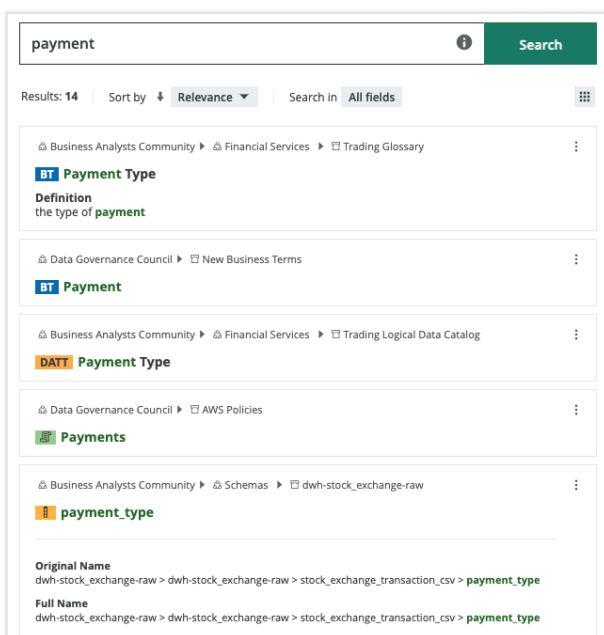 payment
Search
Results: 14 Sort by Relevance Search in All fields
Business Analysts Community Financial Services Trading Glossary
BT Payment Type
Definition
the type of payment
Data Governance Council New Business Terms
BT Payment
Business Analysts Community Financial Services Trading Logical Data Catalog
DATT Payment Type
Data Governance Council AWS Policies
Payments
Business Analysts Community Schemas dwh-stock_exchange-raw
payment_type
Original Name
dwh-stock_exchange-raw > dwh-stock_exchange-raw > stock_exchange_transaction_csv > payment_type
Full Name
dwh-stock_exchange-raw > dwh-stock_exchange-raw > stock_exchange_transaction_csv > payment_type